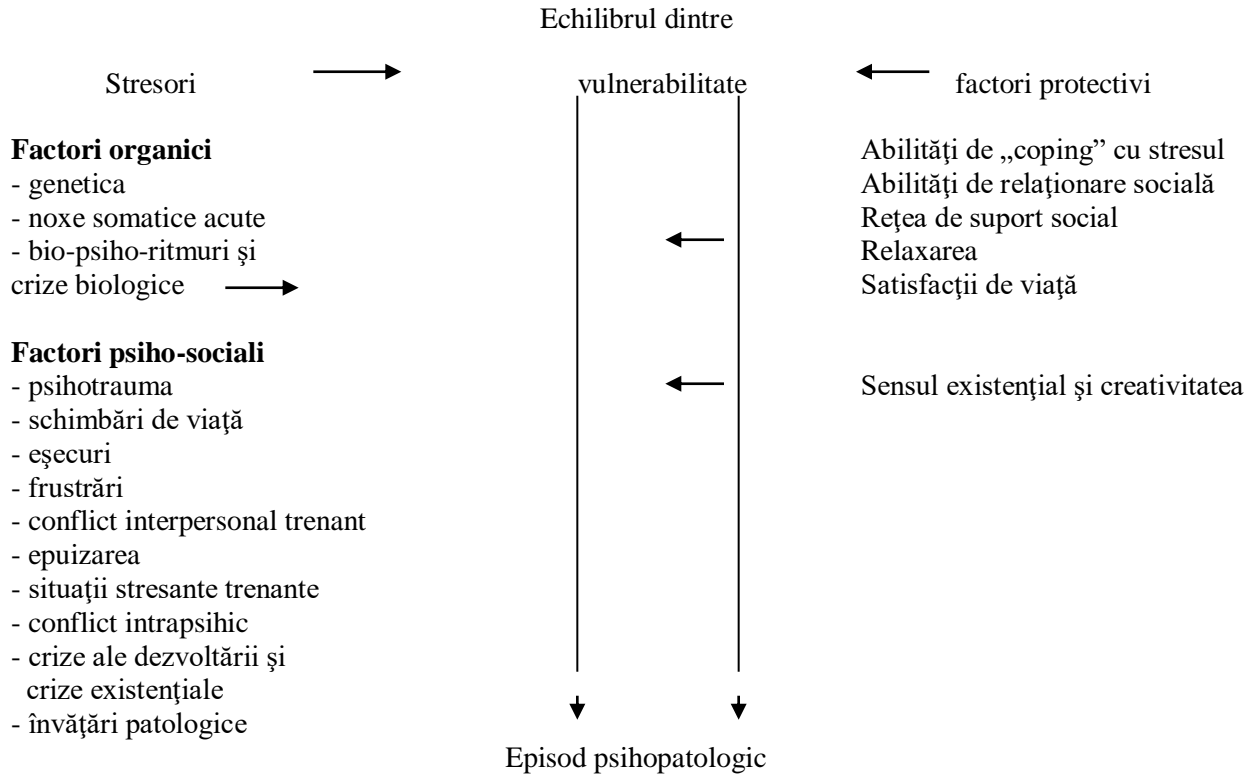 Echilibrul dintre
Stresori vulnerabilitate factori protectivi
Factori organici
- genetica
- noxe somatice acute
- bio-psiho-ritmuri şi
crize biologice
Factori psiho-sociali
- psihotrauma
- schimbări de viaţă
- eşecuri
- frustrări
- conflict interpersonal trenant
- epuizarea
- situaţii stresante trenante
- conflict intrapsihic
- crize ale dezvoltării şi
crize existenţiale
- învăţări patologice
Abilităţi de „coping” cu stresul
Abilităţi de relaţionare socială
Reţea de suport social
Relaxarea
Satisfacţii de viaţă
Sensul existenţial şi creativitatea
Episod psihopatologic